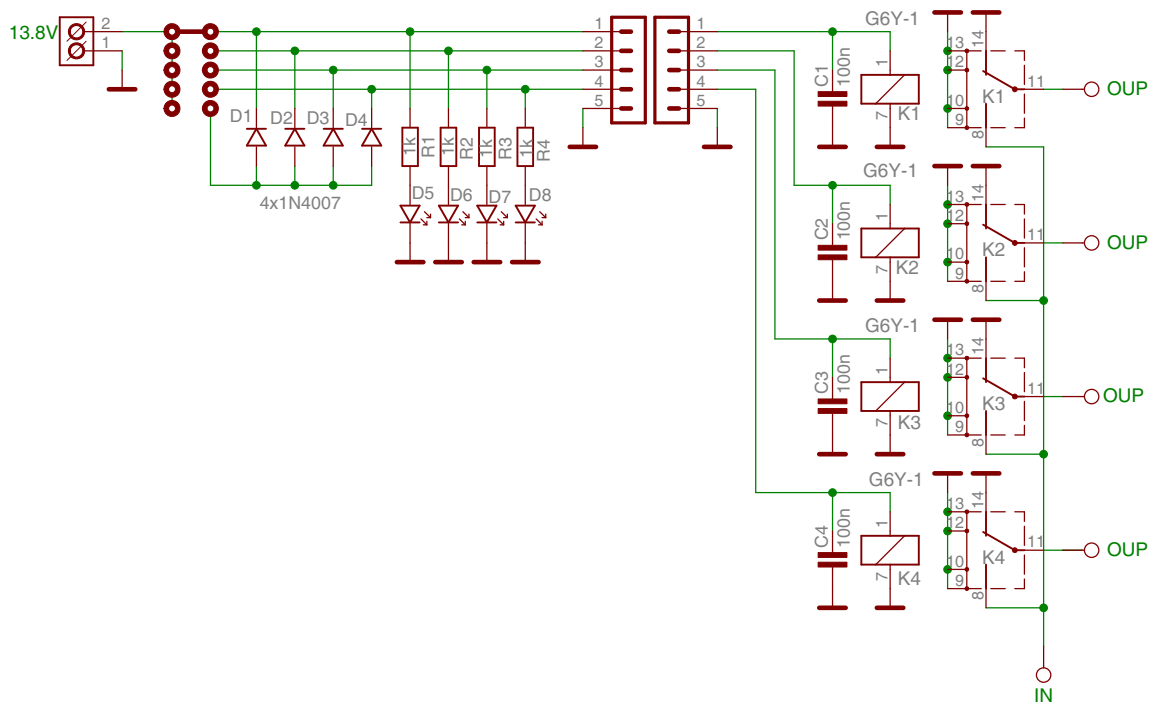 13.8V
2
1
D1
D2
D3
D4
4x1N4007
1k
R1
1k
R2
1k
R3
1k
R4
D5
D6
D7
D8
1
2
3
4
5
1
2
3
4
5
G6Y-1
C1
100n
1
7
K1
13
12
10
9
14
8
K1
11
OUP
G6Y-1
C2
100n
1
7
K2
13
12
10
9
14
8
K2
11
OUP
G6Y-1
C3
100n
1
7
K3
13
12
10
9
14
8
K3
11
OUP
G6Y-1
C4
100n
1
7
K4
13
12
10
9
14
8
K4
11
OUP
IN